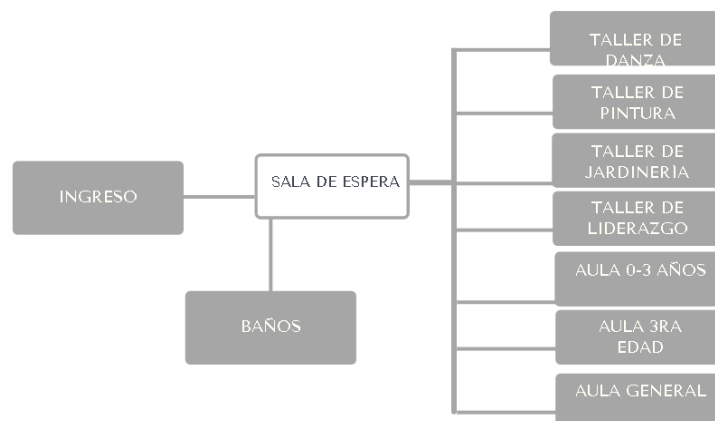 INGRESO
SALA DE ESPERA
BAÑOS
TALLER DE
DANZA
TALLER DE
PINTURA
TALLER DE
JARDINERIA
TALLER DE
LIDERAZGO
AULA 0-3 AÑOS
AULA 3RA
EDAD
AULA GENERAL